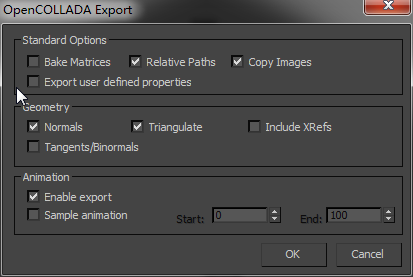 OpenCOLLADA Export
Standard Options
Bake Matrices Relative Paths Copy Images
Export user defined properties
Geometry
Normals Triangulate Include XRefs
Tangents/Binormals
Animation
Enable export
Sample animation Start: 0 End: 100
OK Cancel